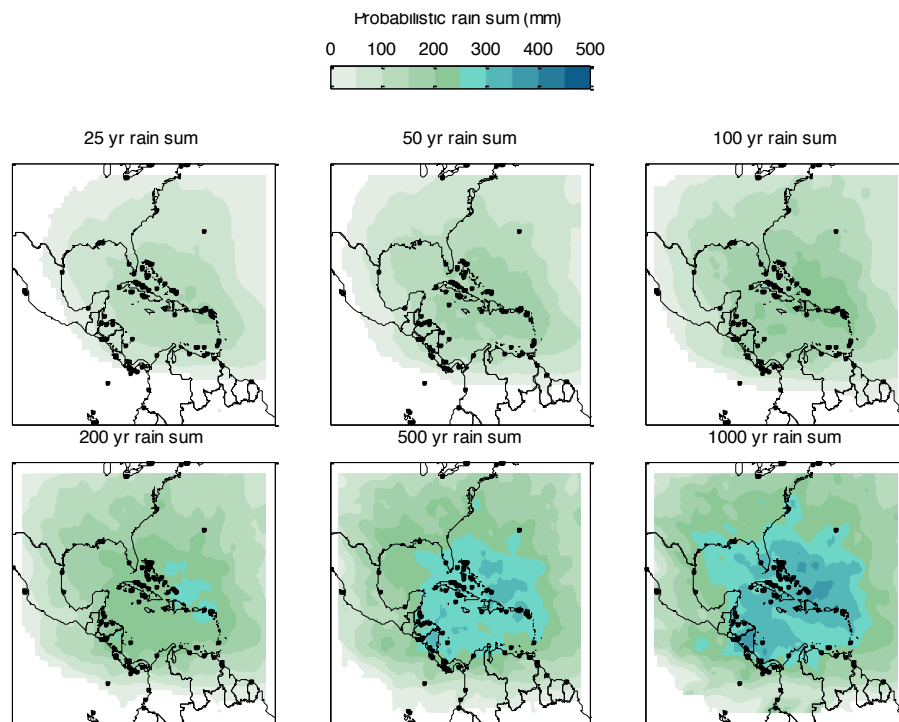 Probabilistic rain sum (mm)
0 100 200 300 400 500
25 yr rain sum
50 yr rain sum
100 yr rain sum
200 yr rain sum
500 yr rain sum
1000 yr rain sum